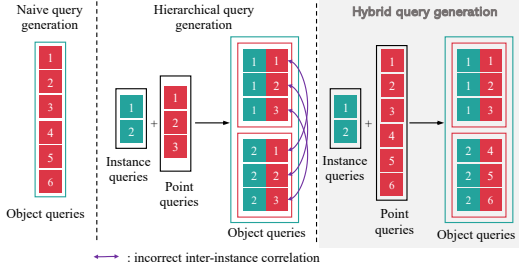 Naive query
generation
1
2
3
4
5
6
Object queries
Hierarchical query
generation
1
2
Instance
queries
+
1
2
3
Point
queries
1 1
1 2
1 3
2 1
2 2
2 3
Object queries
Hybrid query generation
1
2
Instance
queries
+
1
2
3
4
5
6
Point
queries
1 1
1 2
1 3
2 4
2 5
2 6
Object queries
: incorrect inter-instance correlation